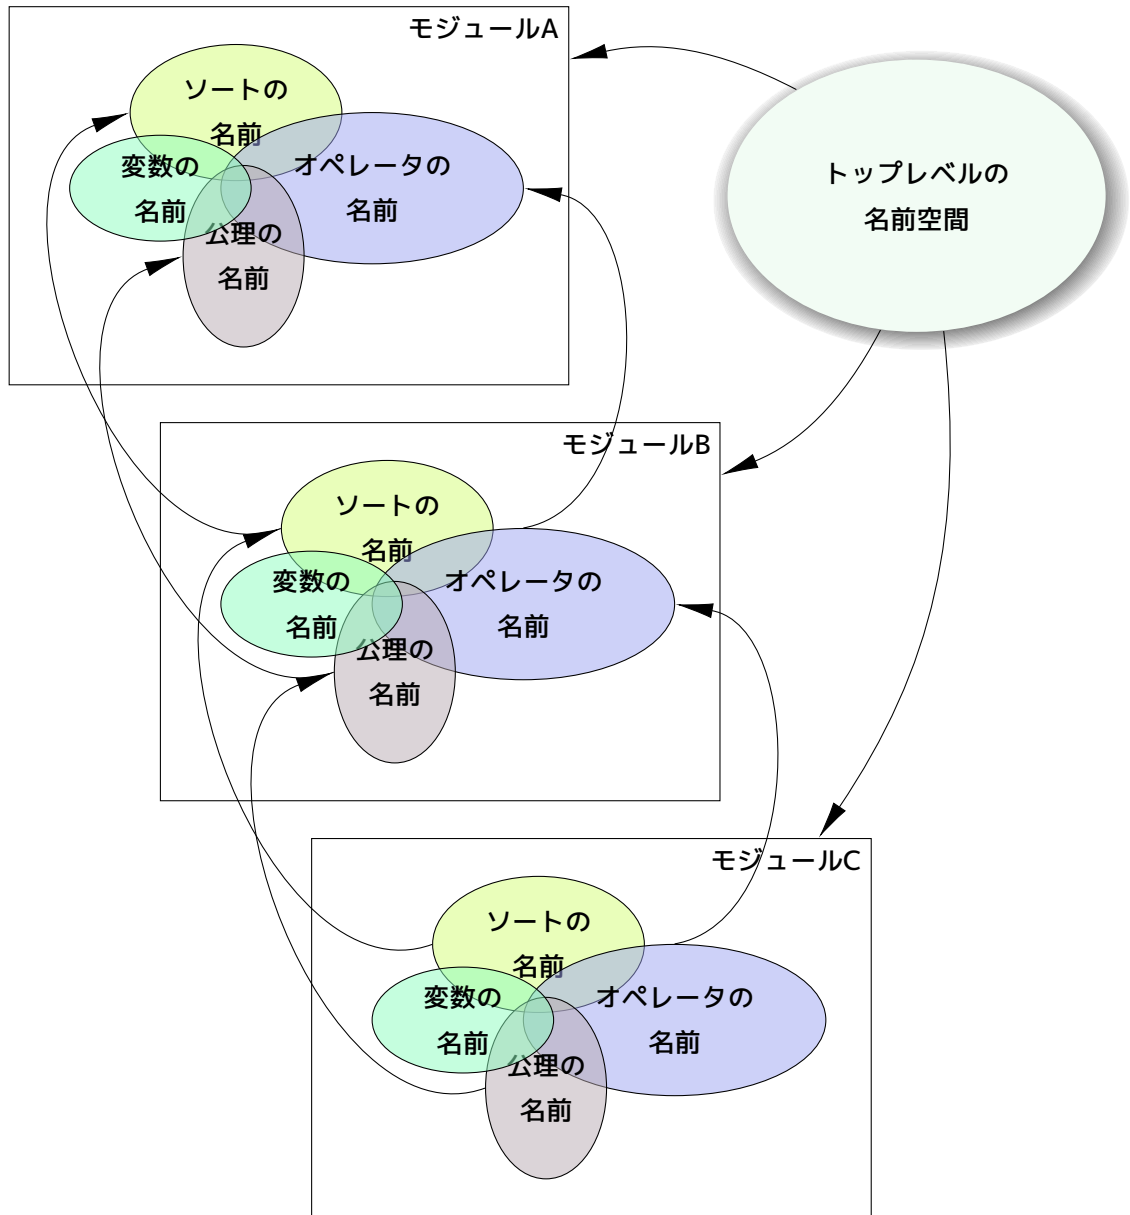 モジュールA
ソートの
名前
変数の
名前
オペレータの
名前
公理の
名前
トップレベルの
名前空間
モジュールB
ソートの
名前
変数の
名前
オペレータの
名前
公理の
名前
モジュールC
ソートの
名前
変数の
名前
オペレータの
名前
公理の
名前